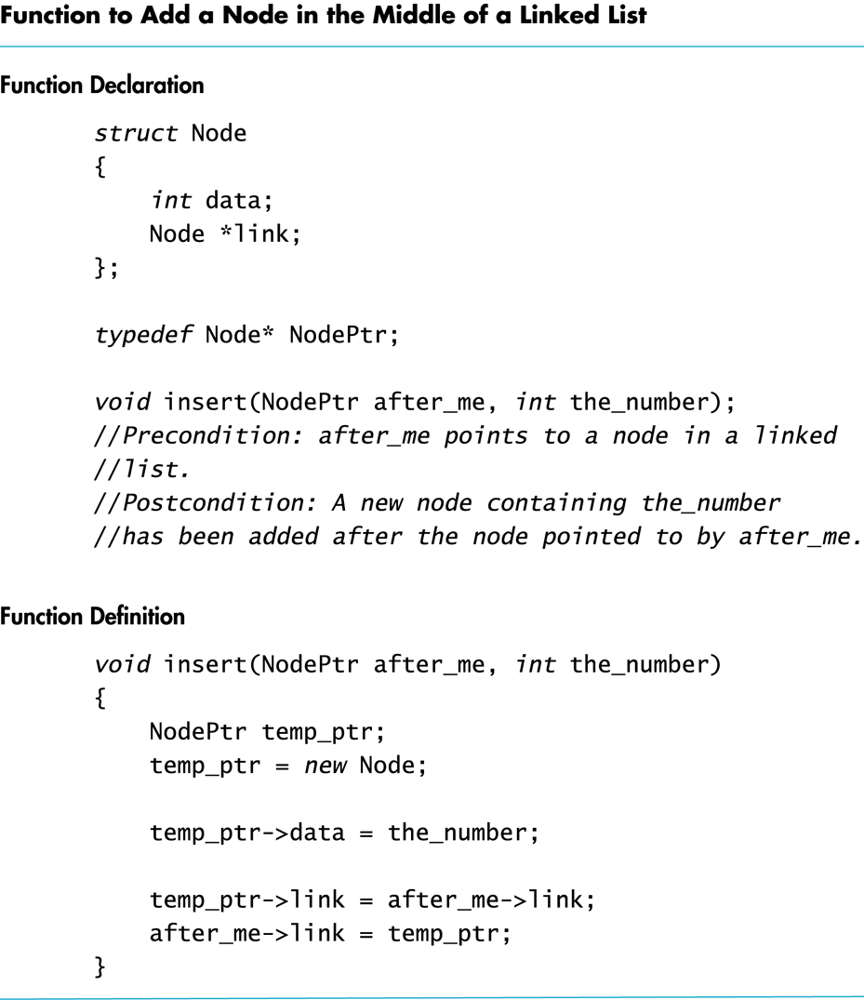 Function to Add a Node in the Middle of a Linked List
Function Declaration
struct Node
{
int data;
Node *link;
};
typedef Node* NodePtr;
void insert(NodePtr after_me, int the_number);
//Precondition: after_me points to a node in a linked
//list.
//Postcondition: A new node containing the_number
//has been added after the node pointed to by after_me.
Function Definition
void insert(NodePtr after_me, int the_number)
{
NodePtr temp_ptr;
temp_ptr = new Node;
temp_ptr->data = the_number;
temp_ptr->link = after_me->link;
after_me->link = temp_ptr;
}